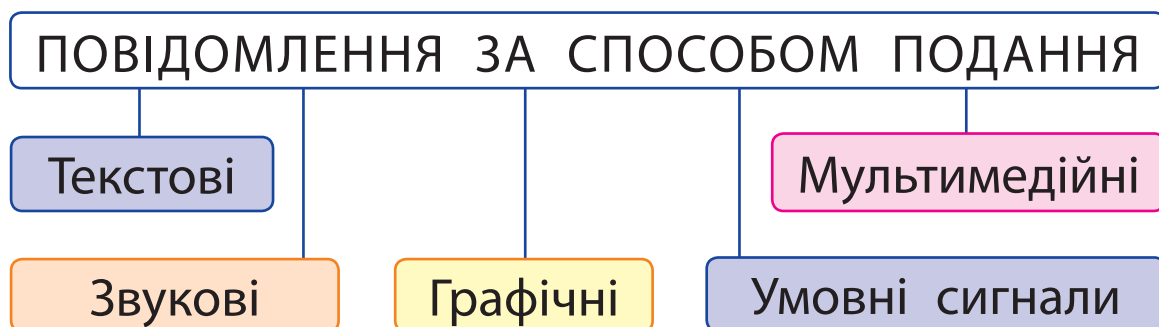 ПОВІДОМЛЕННЯ ЗА СПОСОБОМ ПОДАННЯ
Текстові
Мультимедійні
Звукові
Графічні
Умовні сигнали